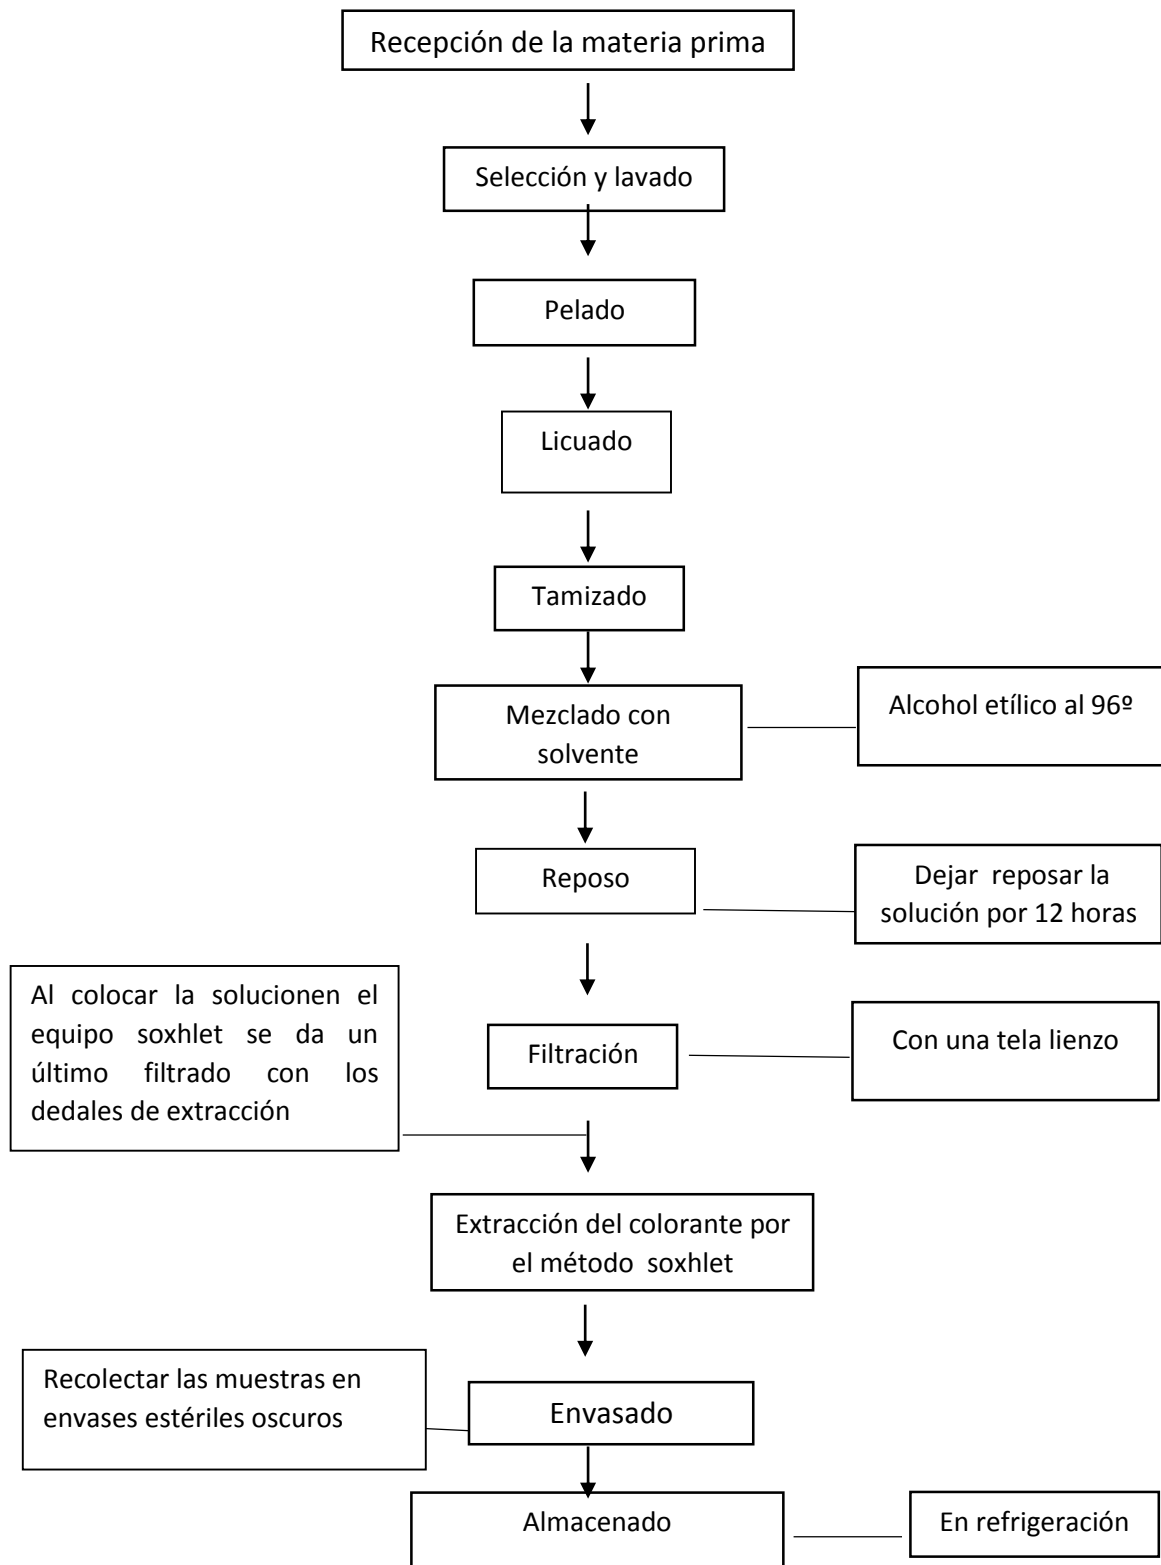 Recepción de la materia prima
Selección y lavado
Pelado
Licuado
Tamizado
Mezclado con
solvente
Alcohol etílico al 96º
Reposo
Dejar reposar la
solución por 12 horas
Filtración
Con una tela lienzo
Al colocar la solucionen el
equipo soxhlet se da un
último filtrado con los
dedales de extracción
Extracción del colorante por
el método soxhlet
Recolectar las muestras en
envases estériles oscuros
Envasado
Almacenado
En refrigeración